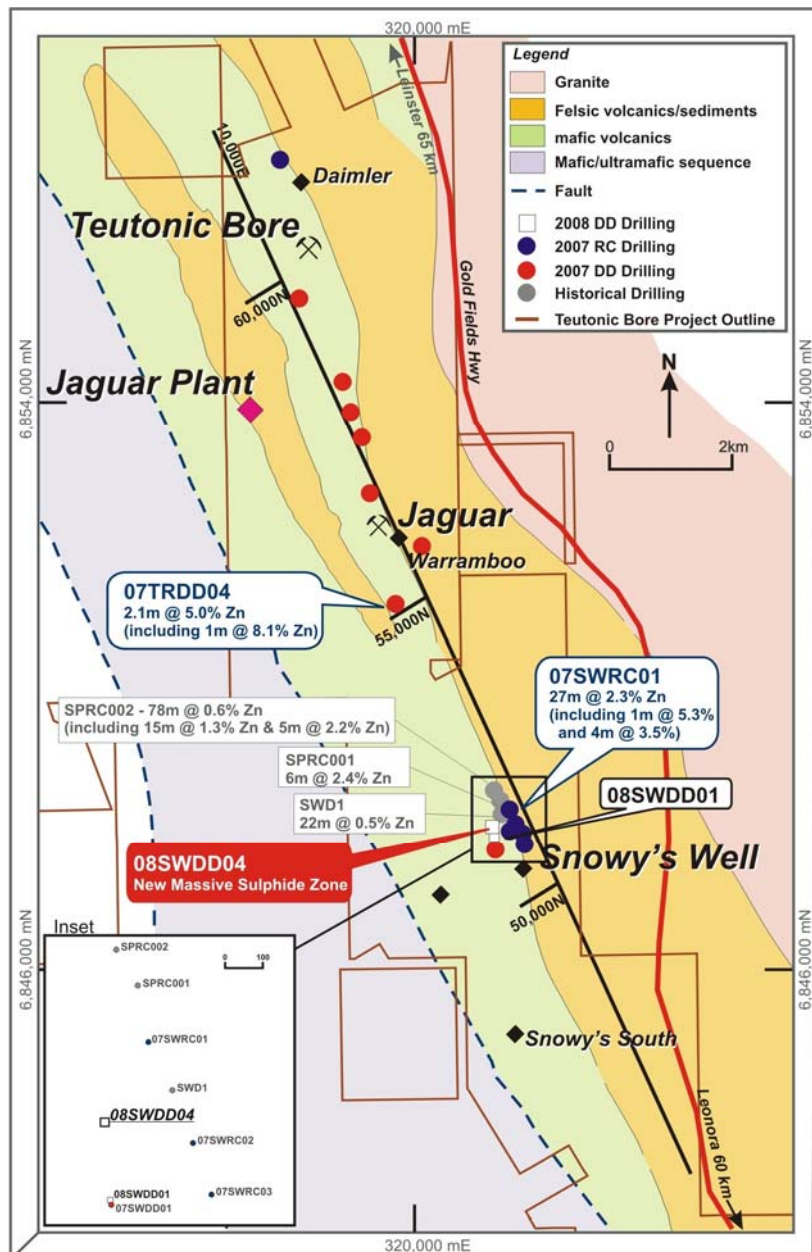 320,000 mE
Legend
Granite
Felsic volcanics/sediments
mafic volcanics
Mafic/ultramafic sequence
Fault
2008 DD Drilling
2007 RC Drilling
2007 DD Drilling
Historical Drilling
Teutonic Bore Project Outline
Leinster 65 km
10,000E
Daimler
Teutonic Bore
60,000N
Gold Fields Hwy
N
0 2km
6,854,000 mN
6,854,000 mN
Jaguar Plant
Jaguar
Warramboo
07TRDD04
2.1m @ 5.0% Zn
(including 1m @ 8.1% Zn)
55,000N
07SWRC01
27m @ 2.3% Zn
(including 1m @ 5.3%
and 4m @ 3.5%)
SPRC002 - 78m @ 0.6% Zn
(including 15m @ 1.3% Zn & 5m @ 2.2% Zn)
SPRC001
6m @ 2.4% Zn
SWD1
22m @ 0.5% Zn
08SWDD01
08SWDD04
New Massive Sulphide Zone
Snowy's Well
50,000N
6,846,000 mN
6,846,000 mN
Snowy's South
Leonora 60 km
Inset
SPRC002
0 100
SPRC001
07SWRC01
SWD1
08SWDD04
07SWRC02
08SWDD01
07SWDD01
07SWRC03
320,000 mE